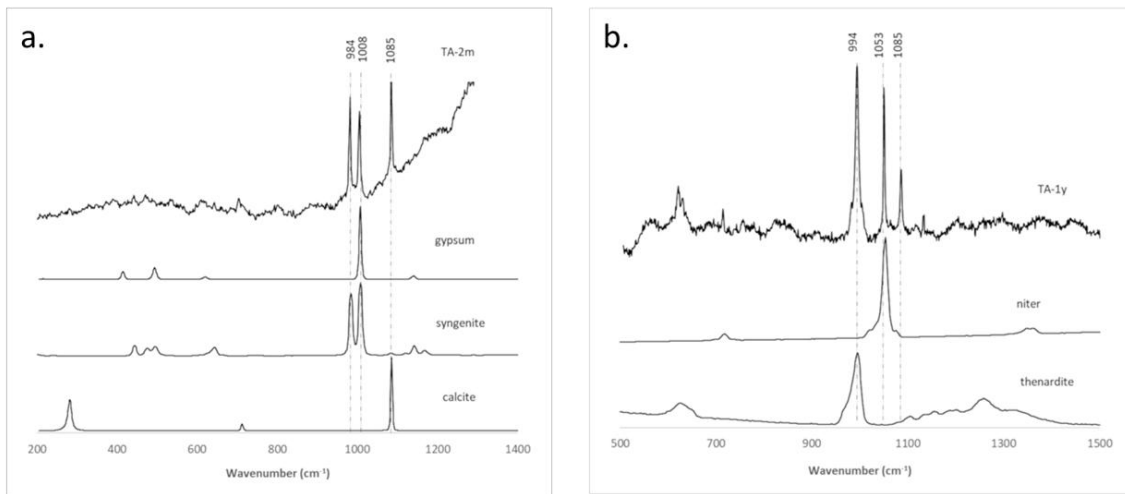 a.
984
1008
1085
TA-2m
gypsum
syngenite
calcite
200 400 600 800 1000 1200 1400
Wavenumber (cm⁻¹)
b.
994
1053
1085
TA-1y
niter
thenardite
500 700 900 1100 1300 1500
Wavenumber (cm⁻¹)